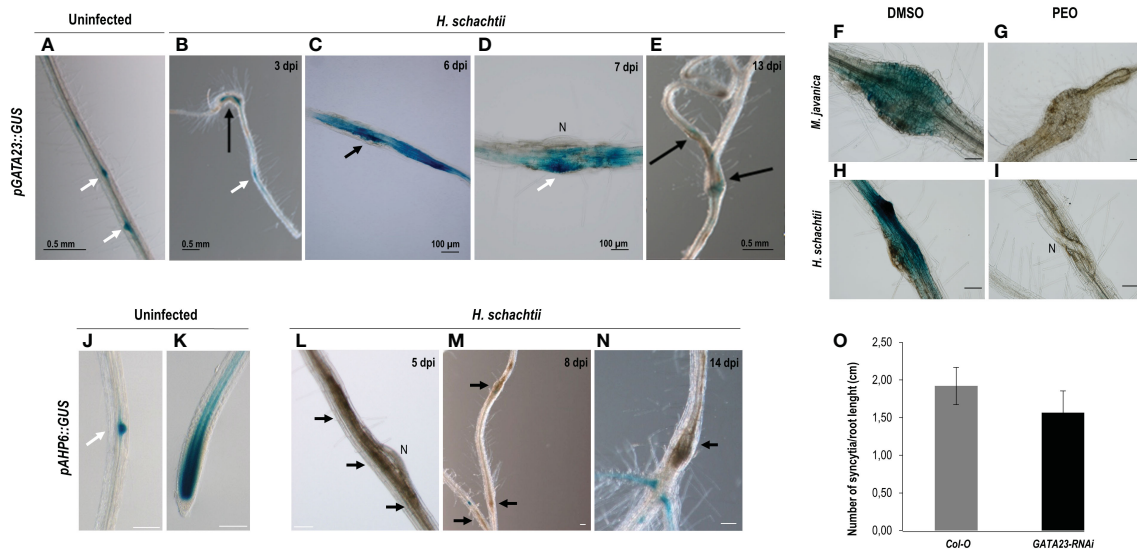 Uninfected
H. schachtii
A
B
C
D
E
3 dpi
6 dpi
7 dpi
13 dpi
N
pGATA23::GUS
0.5 mm
0.5 mm
100 µm
100 µm
0.5 mm
DMSO
PEO
F
G
M. javanica
H
I
H. schachtii
N
Uninfected
H. schachtii
J
K
L
M
N
5 dpi
8 dpi
14 dpi
N
pAHP6::GUS
O
Number of syncytia/root lenght (cm)
2,50
2,00
1,50
1,00
0,50
0,00
Col-O
GATA23-RNAi